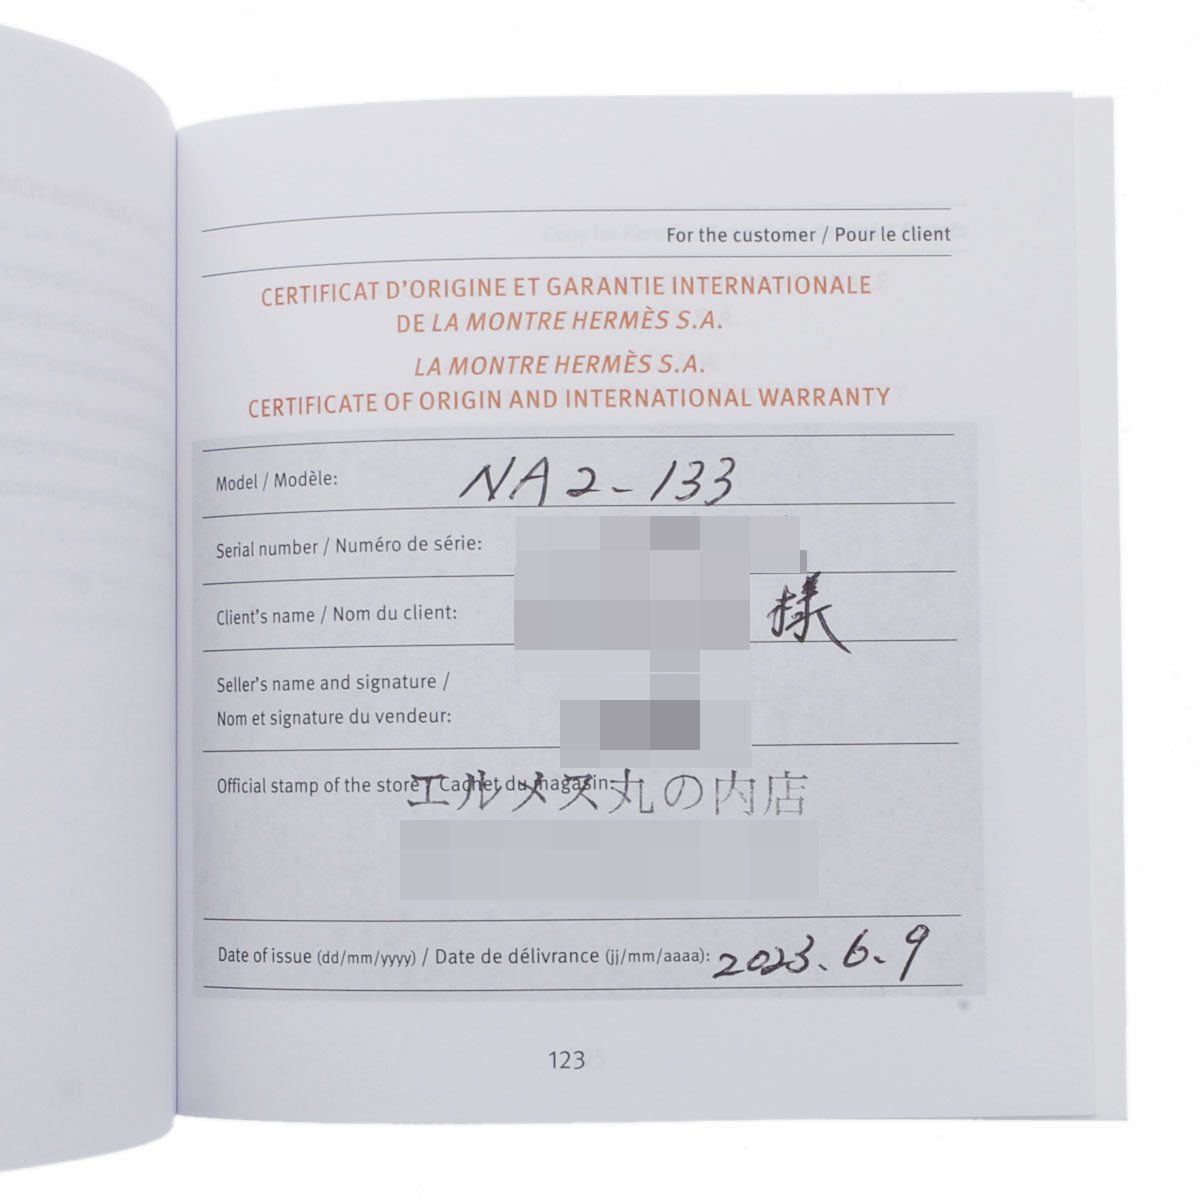 For the customer / Pour le client
CERTIFICAT D'ORIGINE ET GARANTIE INTERNATIONALE
DE LA MONTRE HERMÈS S.A.
LA MONTRE HERMÈS S.A.
CERTIFICATE OF ORIGIN AND INTERNATIONAL WARRANTY
Model / Modèle: NA2-133
Serial number / Numéro de série:
Client's name / Nom du client: 様
Seller's name and signature /
Nom et signature du vendeur:
Official stamp of the store / Cachet du magasin:
エルメス丸の内店
Date of issue (dd/mm/yyyy) / Date de délivrance (jj/mm/aaaa): 2023.6.9
123